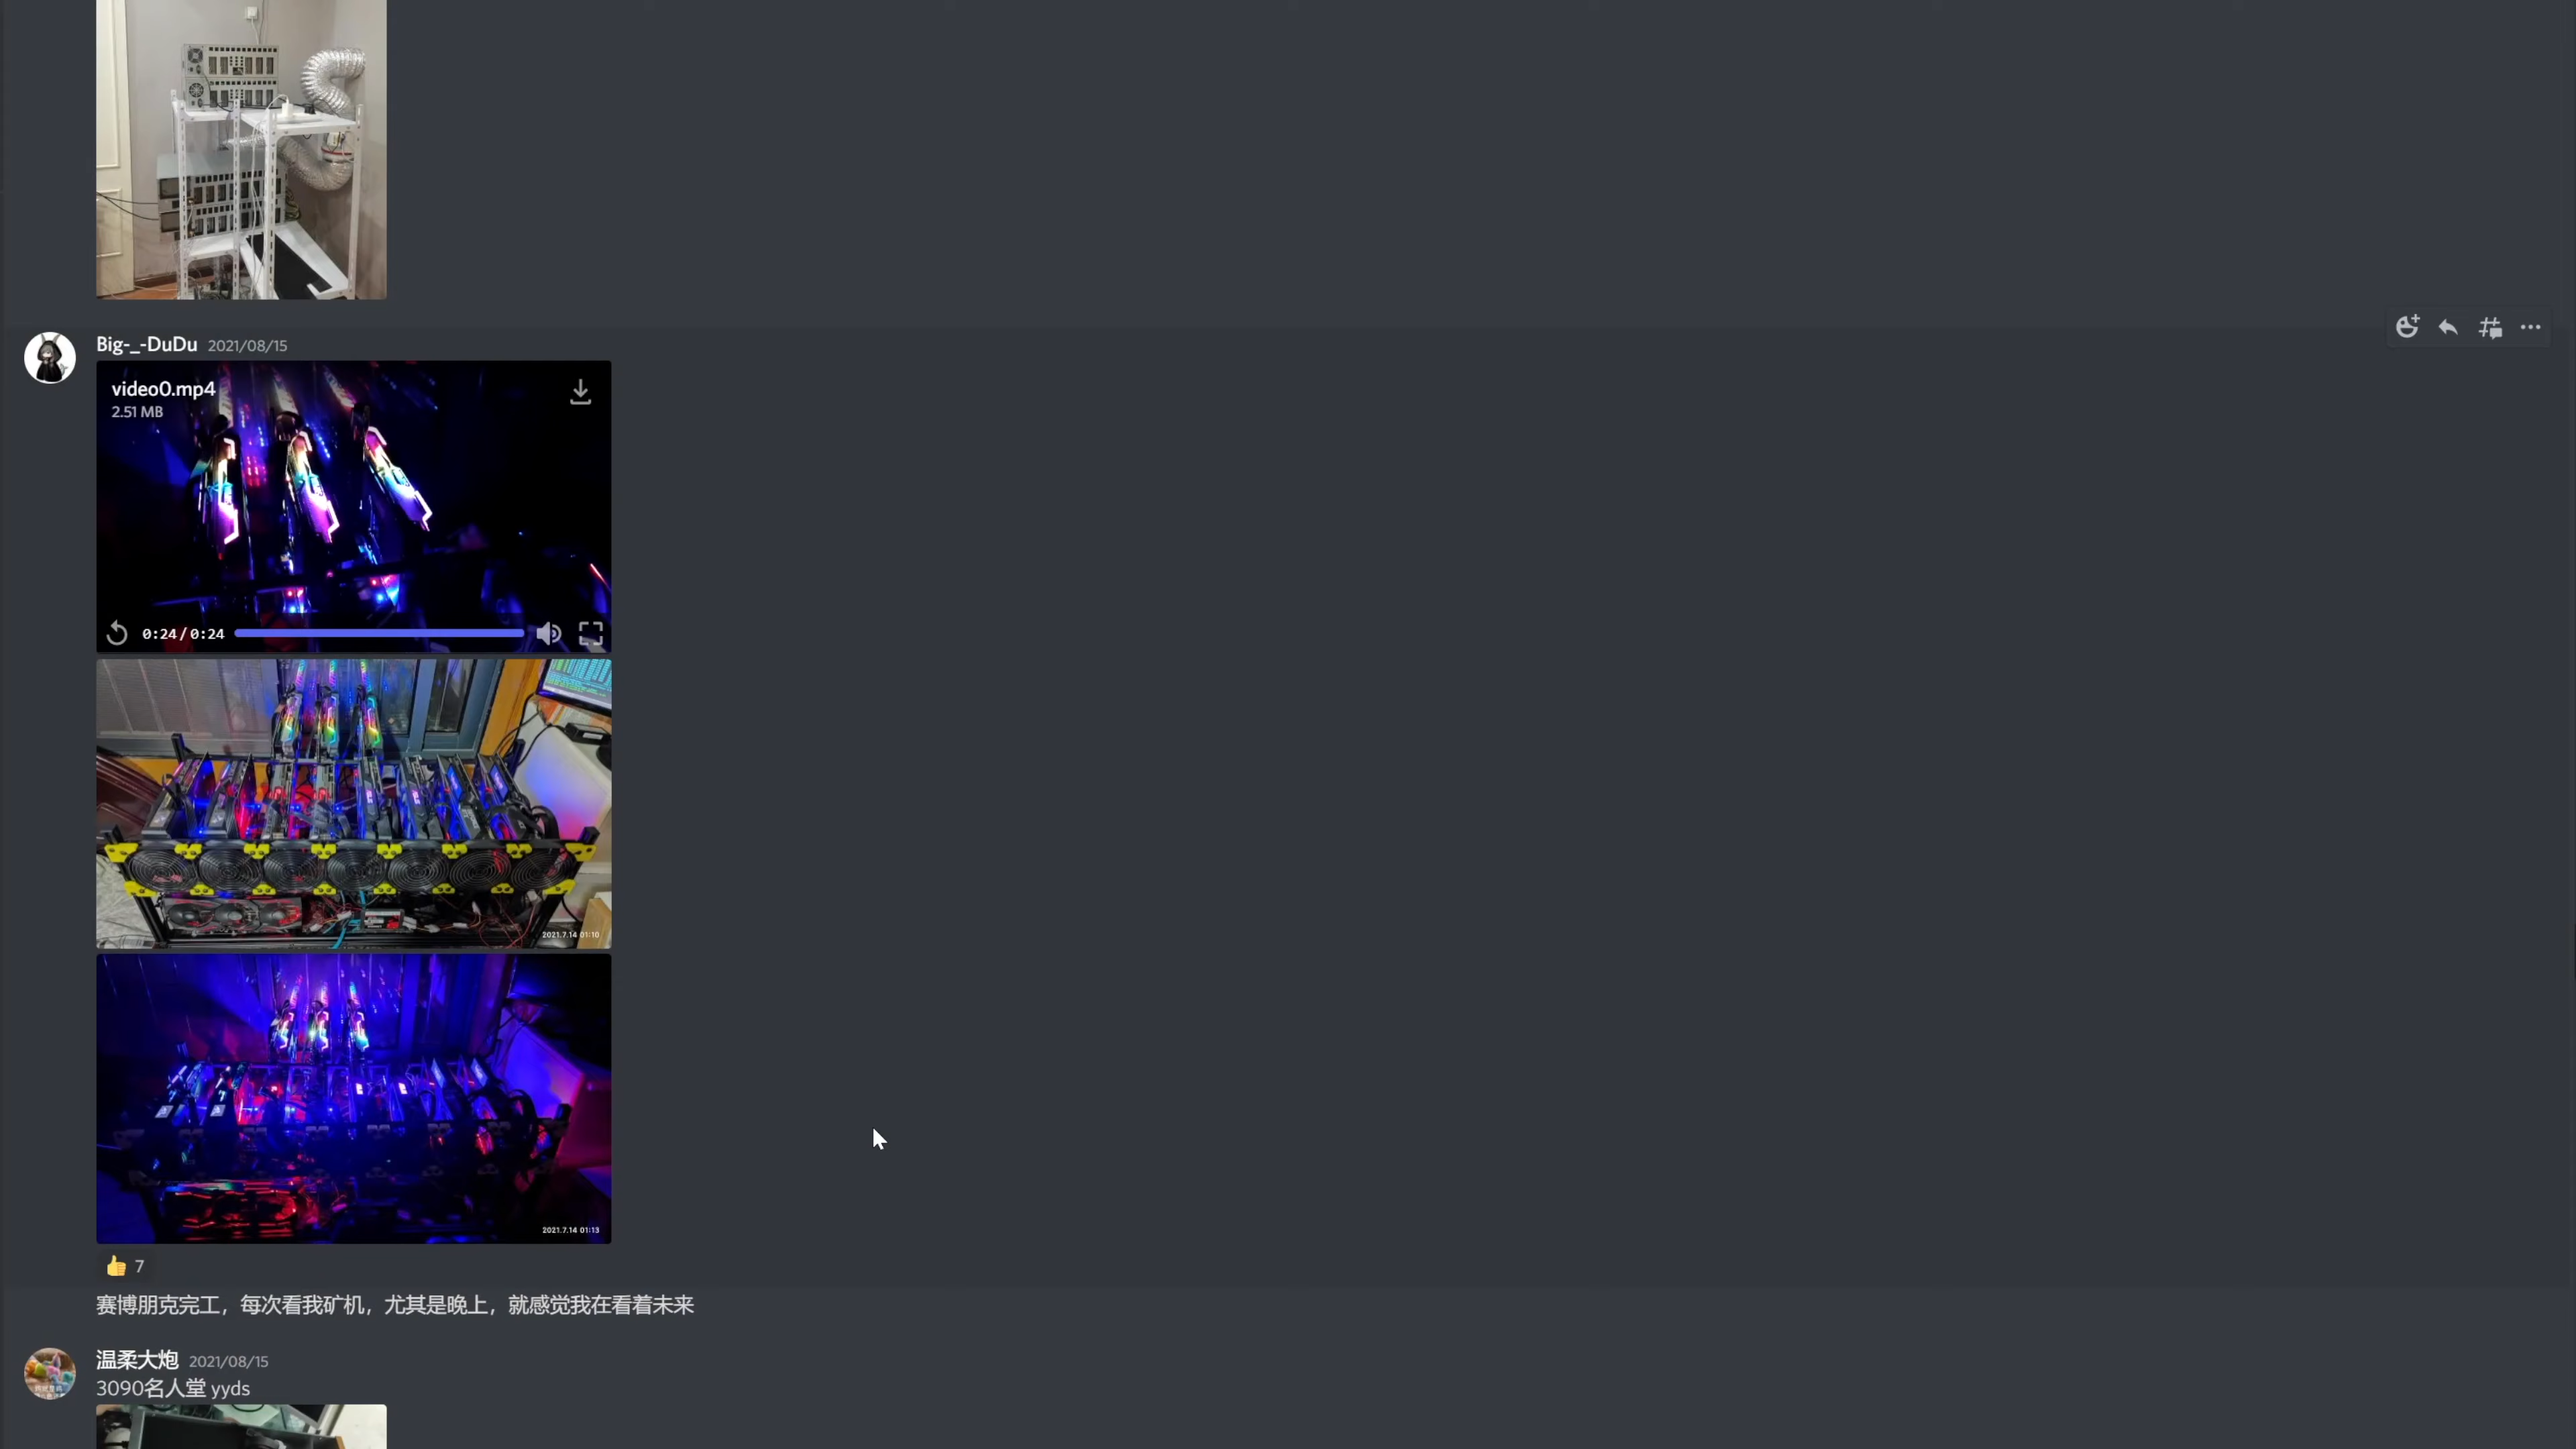 Big-_-DuDu 2021/08/15
video0.mp4
2.51 MB
0:24/0:24
2021.7.14 01:10
2021.7.14 01:13
7
赛博朋克完工，每次看我矿机，尤其是晚上，就感觉我在看着未来
温柔大炮 2021/08/15
3090名人堂 yyds